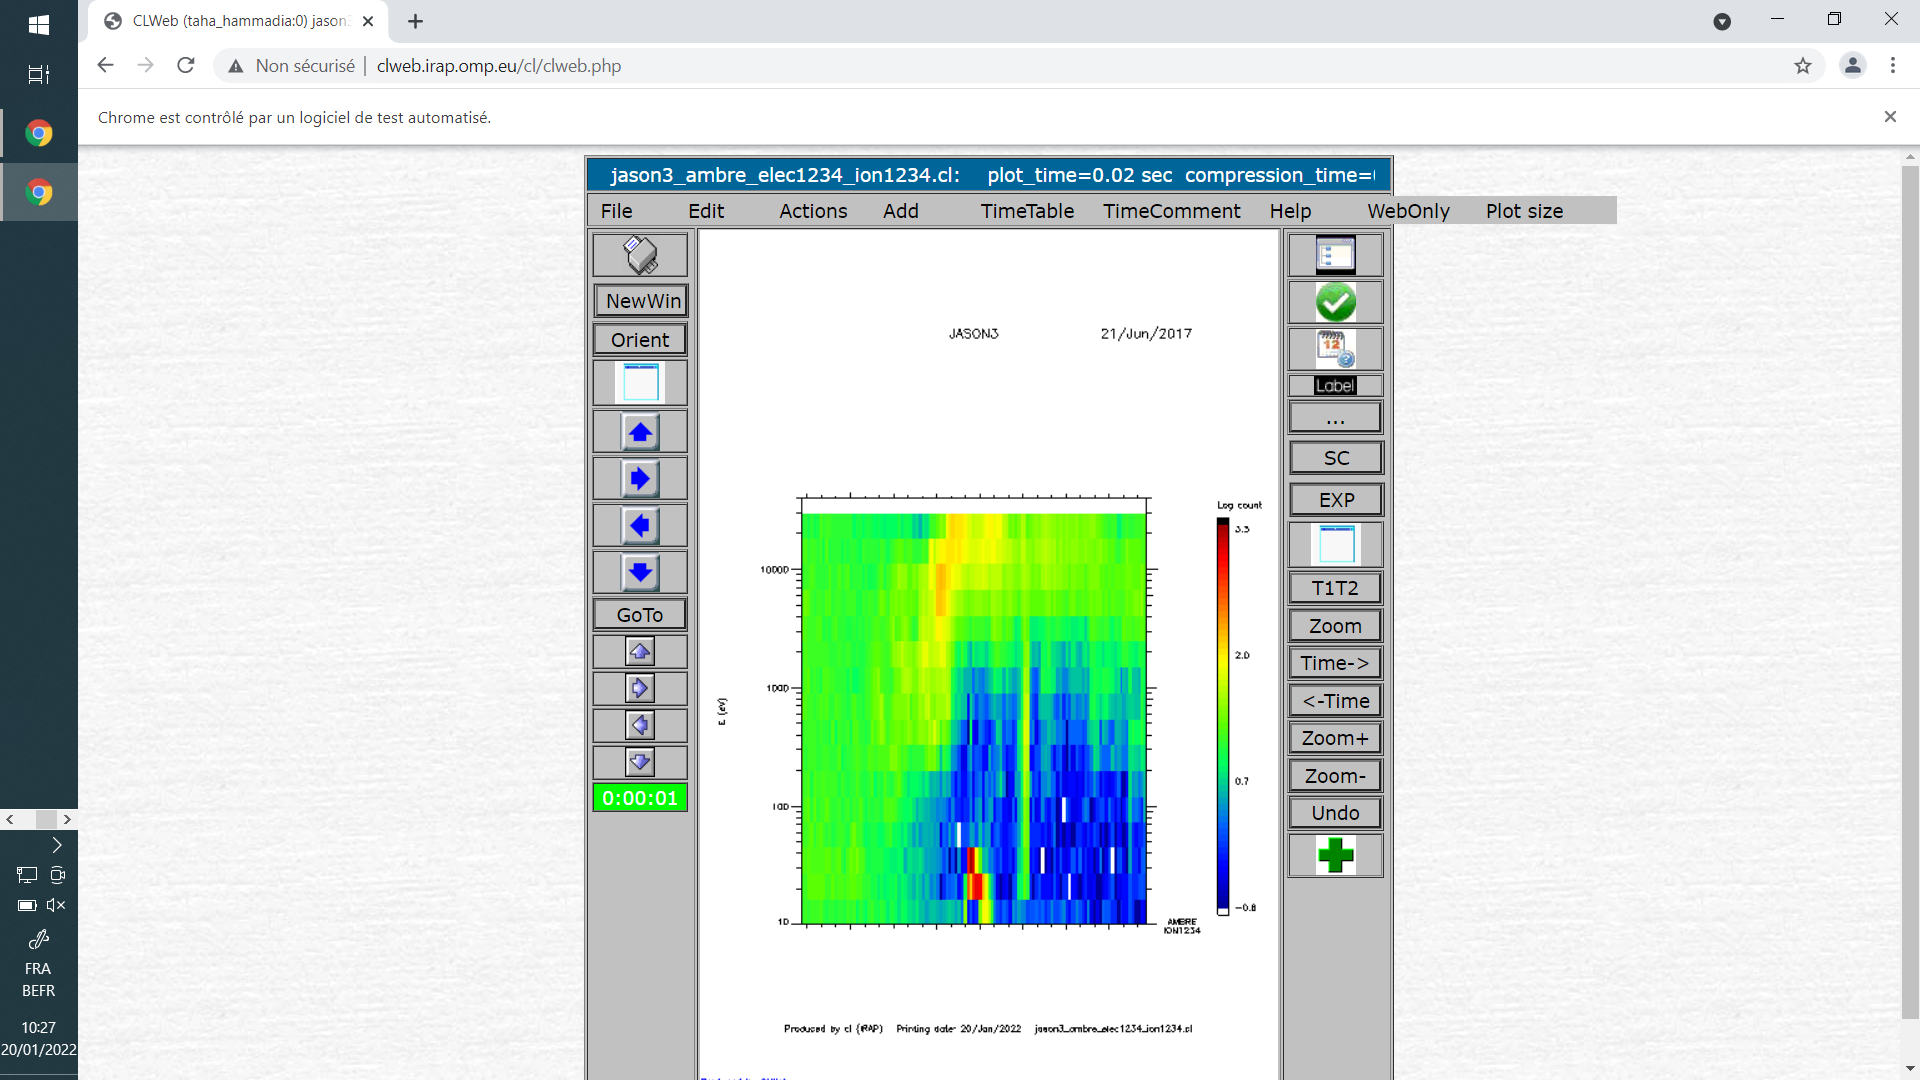 CLWeb (taha_hammadia:0) jason3
Non sécurisé | clweb.irap.omp.eu/cl/clweb.php
Chrome est contrôlé par un logiciel de test automatisé.
jason3_ambre_elec1234_ion1234.cl: plot_time=0.02 sec compression_time=
File Edit Actions Add TimeTable TimeComment Help WebOnly Plot size
NewWin
Orient
GoTo
0:00:01
JASON3 21/Jun/2017
Log count
3.3
2.0
0.7
-0.8
E (eV)
10000
1000
100
10
AMBRE
ION1234
Produced by cl (IRAP) Printing date: 20/Jan/2022 jason3_ambre_elec1234_ion1234.cl
12
Label
...
SC
EXP
T1T2
Zoom
Time->
<-Time
Zoom+
Zoom-
Undo
FRA
BEFR
10:27
20/01/2022